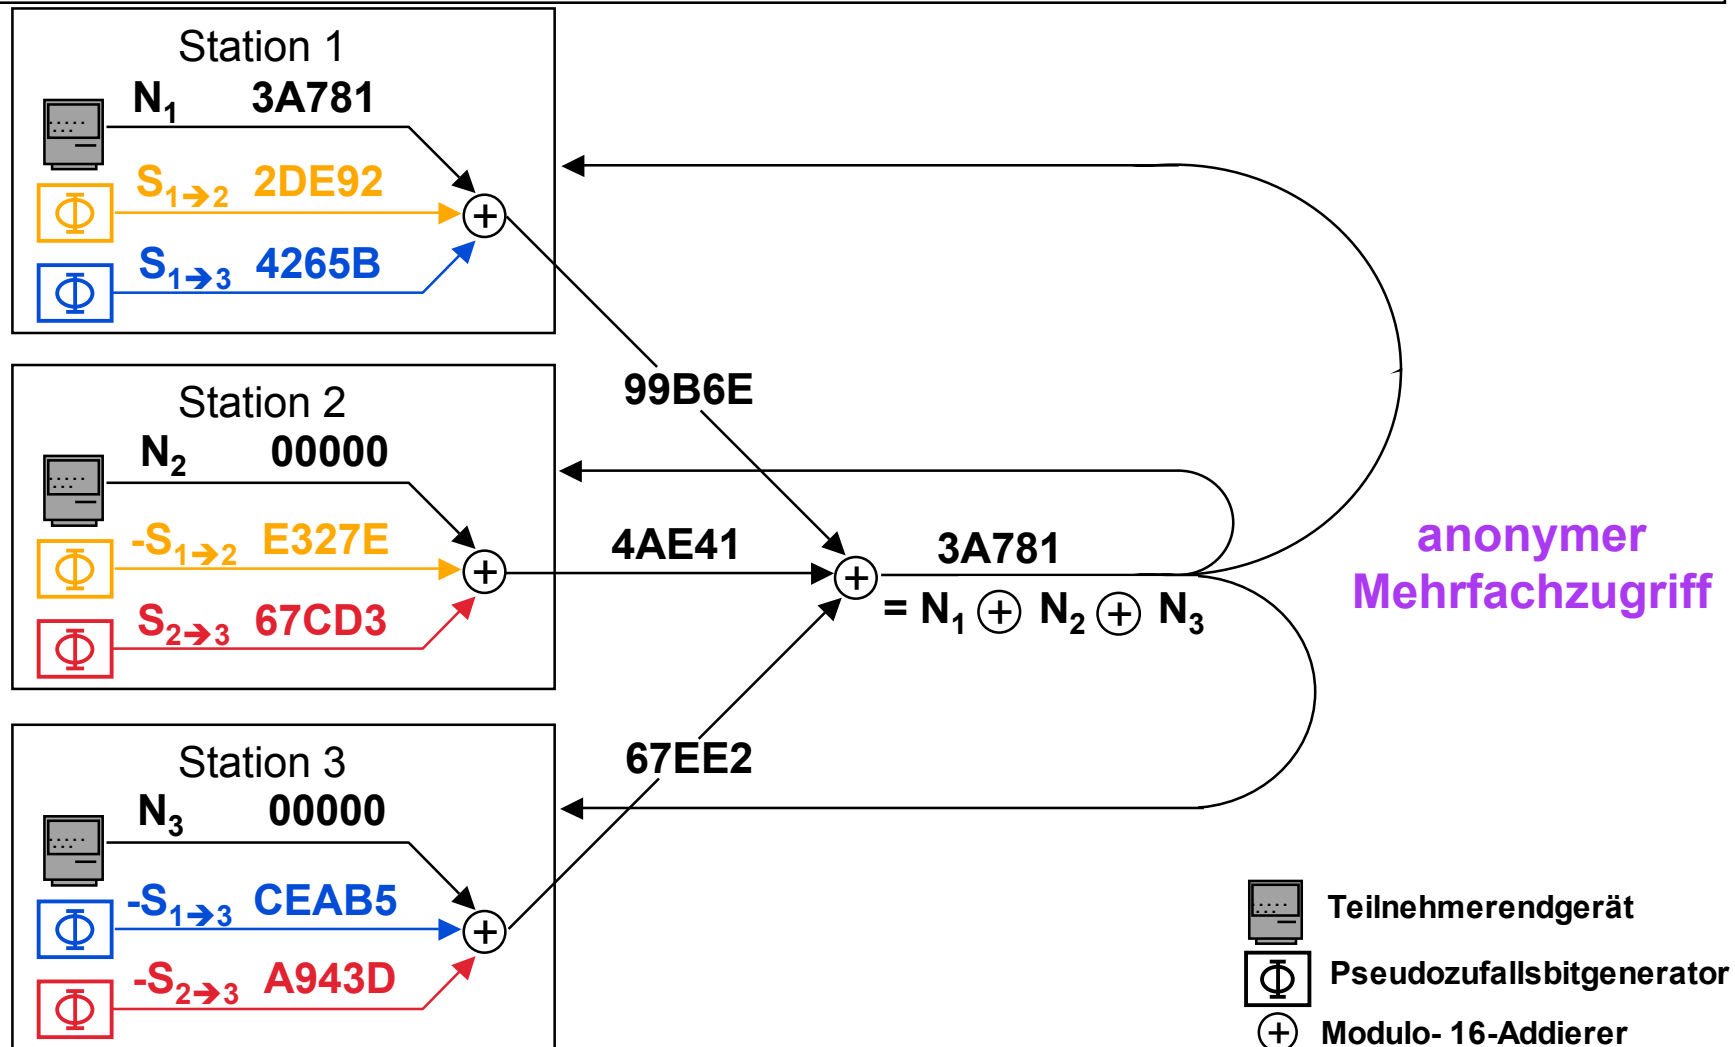 Station 1
N1 3A781
S1➔2 2DE92
Φ
S1➔3 4265B
Φ
99B6E
Station 2
N2 00000
-S1➔2 E327E
Φ
S2➔3 67CD3
Φ
4AE41
3A781
= N1 + N2 + N3
anonymer
Mehrfachzugriff
67EE2
Station 3
N3 00000
-S1➔3 CEAB5
Φ
-S2➔3 A943D
Φ
Teilnehmerendgerät
Φ Pseudozufallsbitgenerator
+ Modulo- 16-Addierer